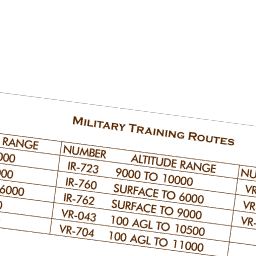 Military Training Routes
RANGE NUMBER ALTITUDE RANGE NU
000 IR-723 9000 TO 10000 VR
000 IR-760 SURFACE TO 6000 VR
6000 IR-762 SURFACE TO 9000 VR-
0 VR-043 100 AGL TO 10500
VR-704 100 AGL TO 11000